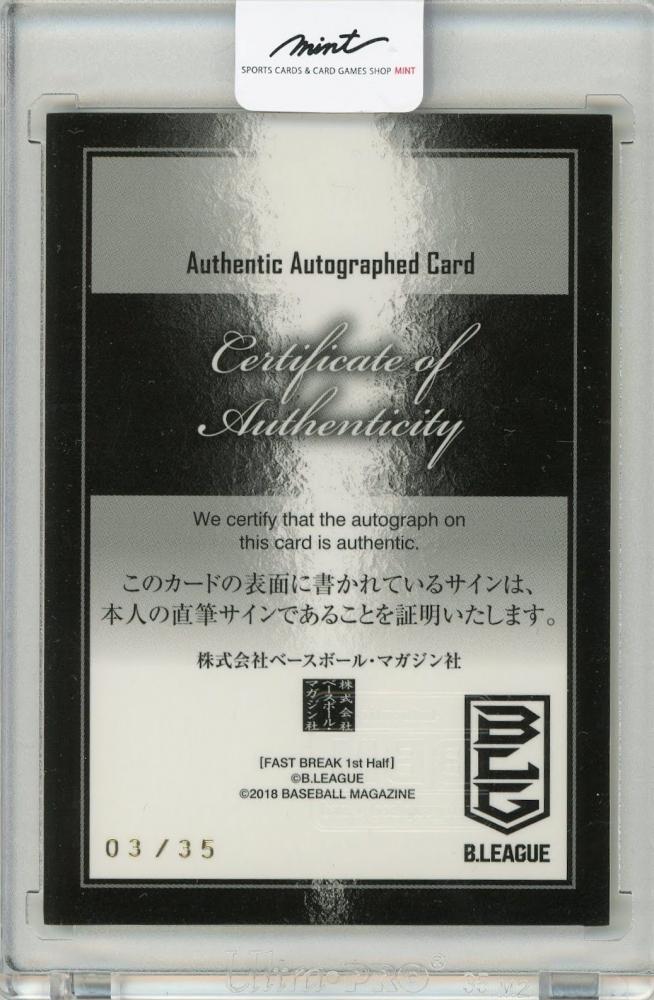 mint
SPORTS CARDS & CARD GAMES SHOP MINT
Authentic Autographed Card
Certificate of
Authenticity
We certify that the autograph on
this card is authentic.
このカードの表面に書かれているサインは、
本人の直筆サインであることを証明いたします。
株式会社ベースボール・マガジン社
株式会社
ベースボール・
マガジン社
[FAST BREAK 1st Half]
©B.LEAGUE
©2018 BASEBALL MAGAZINE
BLG
B.LEAGUE
03/35
Ultra•PRO®